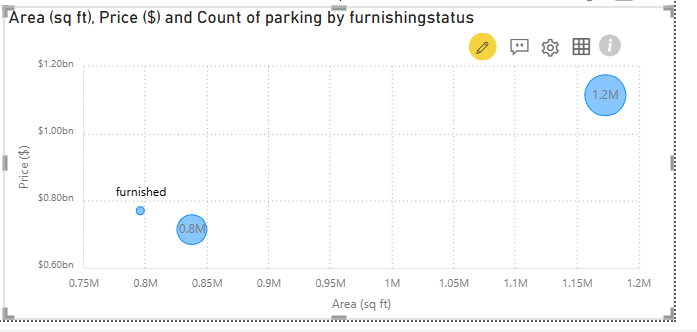 Area (sq ft), Price ($) and Count of parking by furnishingstatus
i
$1.20bn
1.2M
$1.00bn
Price ($)
furnished
$0.80bn
0.8M
$0.60bn
0.75M 0.8M 0.85M 0.9M 0.95M 1M 1.05M 1.1M 1.15M 1.2M
Area (sq ft)